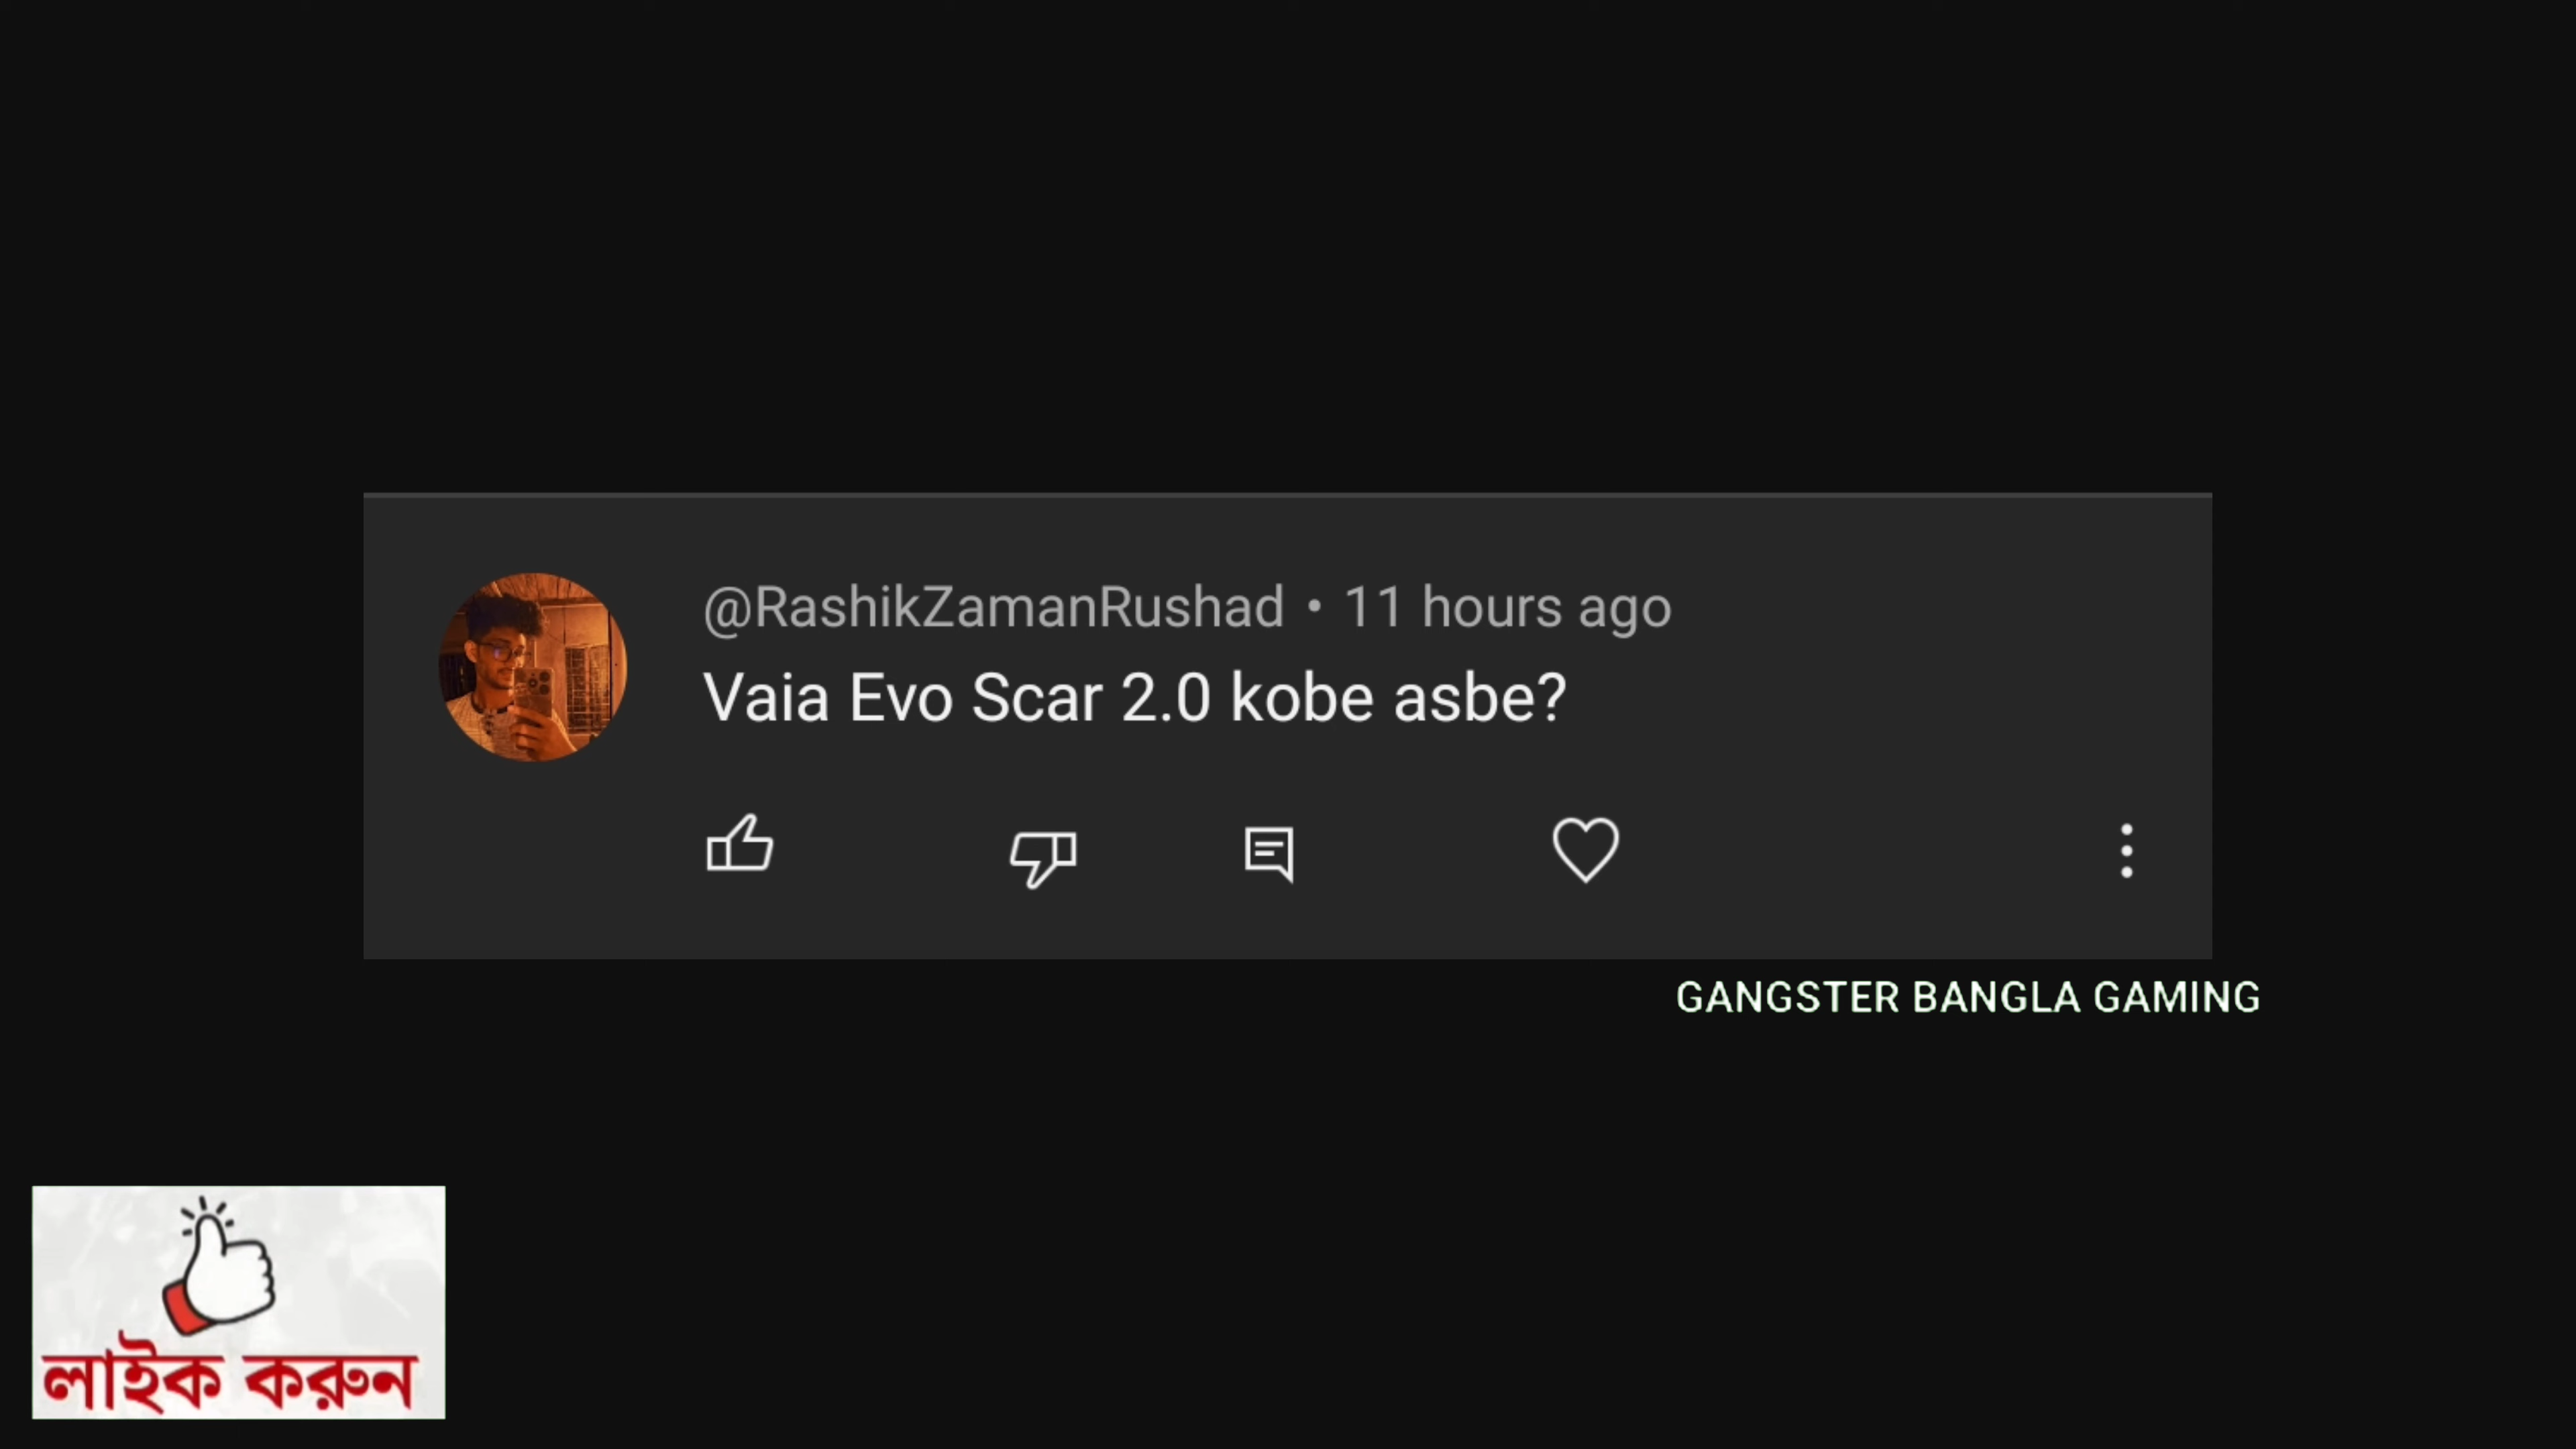 @RashikZamanRushad • 11 hours ago
Vaia Evo Scar 2.0 kobe asbe?
GANGSTER BANGLA GAMING
লাইক করুন